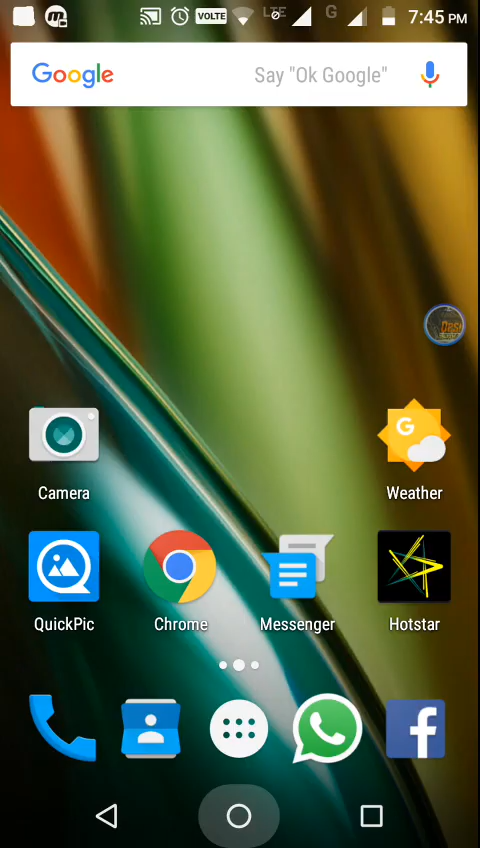 VOLTE LTE G 7:45 PM
Google Say "Ok Google"
G
Camera Weather
QuickPic Chrome Messenger Hotstar